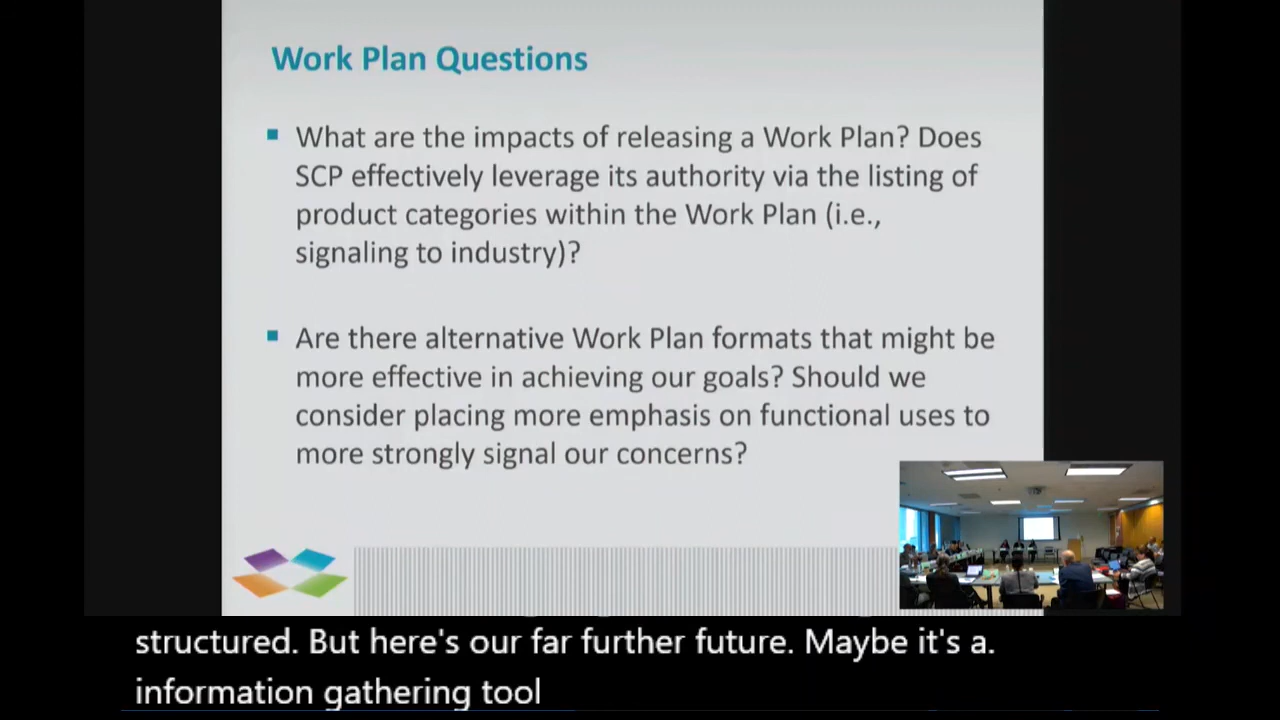 Work Plan Questions
What are the impacts of releasing a Work Plan? Does
SCP effectively leverage its authority via the listing of
product categories within the Work Plan (i.e.,
signaling to industry)?
Are there alternative Work Plan formats that might be
more effective in achieving our goals? Should we
consider placing more emphasis on functional uses to
more strongly signal our concerns?
structured. But here's our far further future. Maybe it's a.
information gathering tool